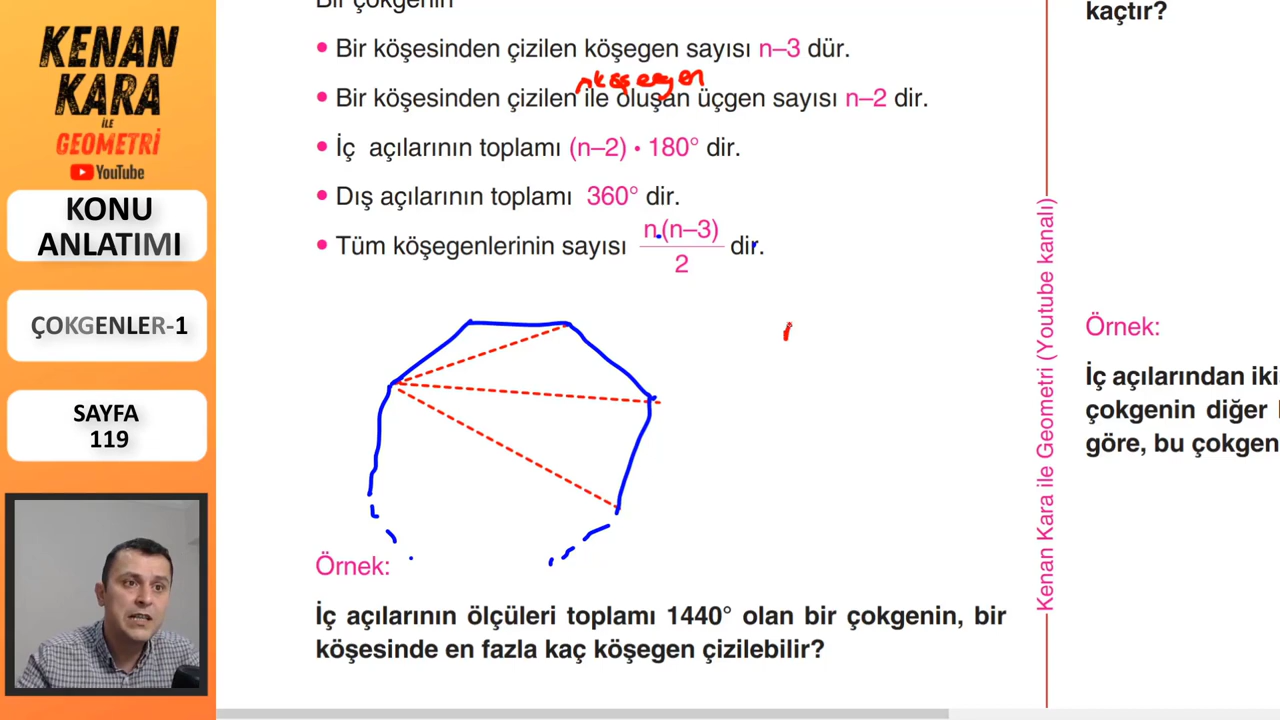 KENAN
KARA
İLE
GEOMETRİ
YouTube
KONU
ANLATIMI
ÇOKGENLER-1
SAYFA
119
Bir çokgenin
• Bir köşesinden çizilen köşegen sayısı n–3 dür.
köşegen
• Bir köşesinden çizilen ile oluşan üçgen sayısı n–2 dir.
• İç açılarının toplamı (n–2) • 180° dir.
• Dış açılarının toplamı 360° dir.
• Tüm köşegenlerinin sayısı n.(n–3)/2 dir.
Örnek:
İç açılarının ölçüleri toplamı 1440° olan bir çokgenin, bir
köşesinde en fazla kaç köşegen çizilebilir?
Kenan Kara ile Geometri (Youtube kanalı)
kaçtır?
Örnek:
İç açılarından iki
çokgenin diğer
göre, bu çokgen